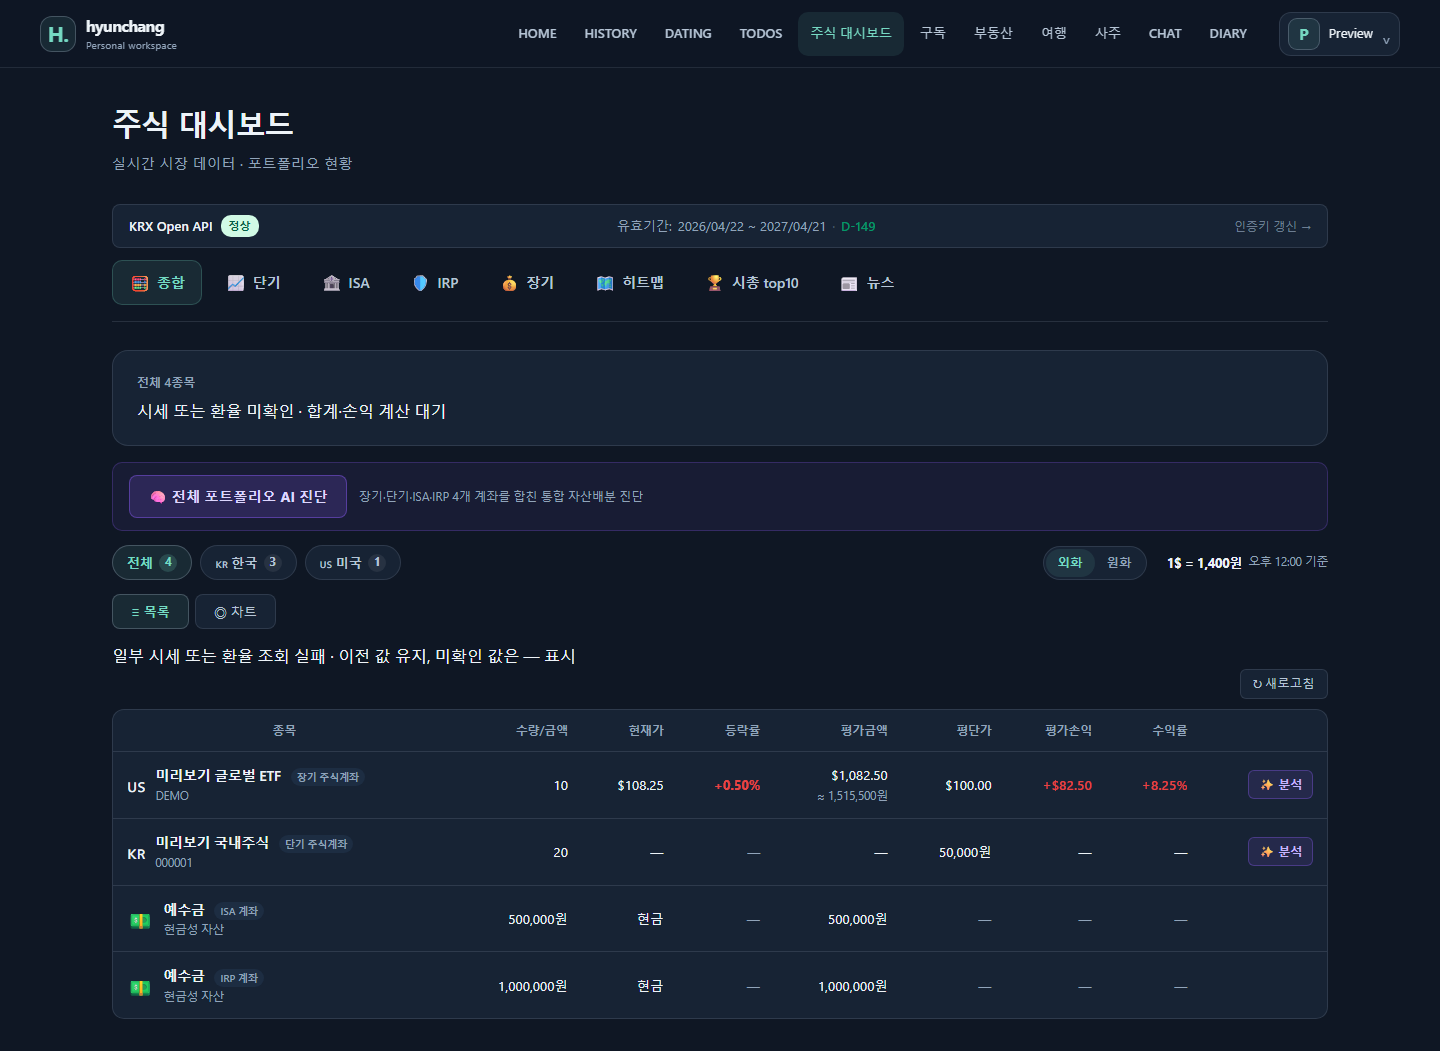 H.
hyunchang
Personal workspace
HOME HISTORY DATING TODOS 주식 대시보드 구독 부동산 여행 사주 CHAT DIARY
P Preview v
주식 대시보드
실시간 시장 데이터 · 포트폴리오 현황
KRX Open API 정상 유효기간: 2026/04/22 ~ 2027/04/21 · D-149 인증키 갱신 →
종합 단기 ISA IRP 장기 히트맵 시총 top10 뉴스
전체 4종목
시세 또는 환율 미확인 · 합계·손익 계산 대기
전체 포트폴리오 AI 진단 장기·단기·ISA·IRP 4개 계좌를 합친 통합 자산배분 진단
전체 4 KR 한국 3 US 미국 1 외화 원화 1$ = 1,400원 오후 12:00 기준
≡ 목록 ◎ 차트
일부 시세 또는 환율 조회 실패 · 이전 값 유지, 미확인 값은 — 표시
↻ 새로고침
종목 수량/금액 현재가 등락률 평가금액 평단가 평가손익 수익률
US 미리보기 글로벌 ETF 장기 주식계좌 10 $108.25 +0.50% $1,082.50 $100.00 +$82.50 +8.25% ✨ 분석
DEMO ≈ 1,515,500원
KR 미리보기 국내주식 단기 주식계좌 20 — — — 50,000원 — — ✨ 분석
000001
예수금 ISA 계좌 500,000원 현금 — 500,000원 — — —
현금성 자산
예수금 IRP 계좌 1,000,000원 현금 — 1,000,000원 — — —
현금성 자산